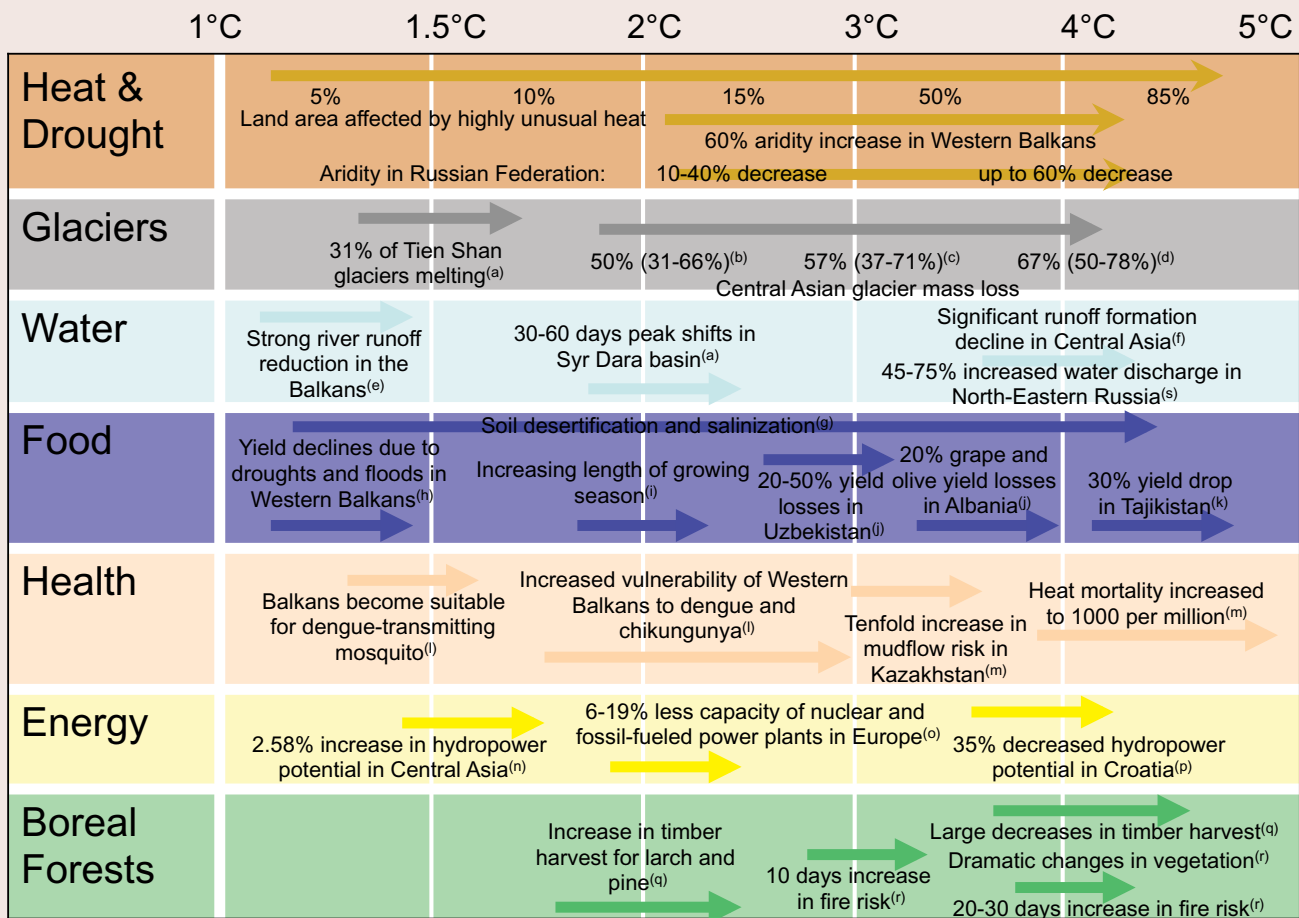 1°C 1.5°C 2°C 3°C 4°C 5°C
Heat &
Drought
5% 10% 15% 50% 85%
Land area affected by highly unusual heat
60% aridity increase in Western Balkans
Aridity in Russian Federation: 10-40% decrease up to 60% decrease
Glaciers
31% of Tien Shan
glaciers melting(a)
50% (31-66%)(b) 57% (37-71%)(c) 67% (50-78%)(d)
Central Asian glacier mass loss
Water
Strong river runoff
reduction in the
Balkans(e)
30-60 days peak shifts in
Syr Dara basin(a)
Significant runoff formation
decline in Central Asia(f)
45-75% increased water discharge in
North-Eastern Russia(s)
Food
Soil desertification and salinization(g)
Yield declines due to
droughts and floods in
Western Balkans(h)
Increasing length of growing
season(i)
20-50% yield
losses in
Uzbekistan(j)
20% grape and
olive yield losses
in Albania(j)
30% yield drop
in Tajikistan(k)
Health
Balkans become suitable
for dengue-transmitting
mosquito(l)
Increased vulnerability of Western
Balkans to dengue and
chikungunya(l)
Tenfold increase in
mudflow risk in
Kazakhstan(m)
Heat mortality increased
to 1000 per million(m)
Energy
2.58% increase in hydropower
potential in Central Asia(n)
6-19% less capacity of nuclear and
fossil-fueled power plants in Europe(o)
35% decreased hydropower
potential in Croatia(p)
Boreal
Forests
Increase in timber
harvest for larch and
pine(q)
10 days increase
in fire risk(r)
Large decreases in timber harvest(q)
Dramatic changes in vegetation(r)
20-30 days increase in fire risk(r)